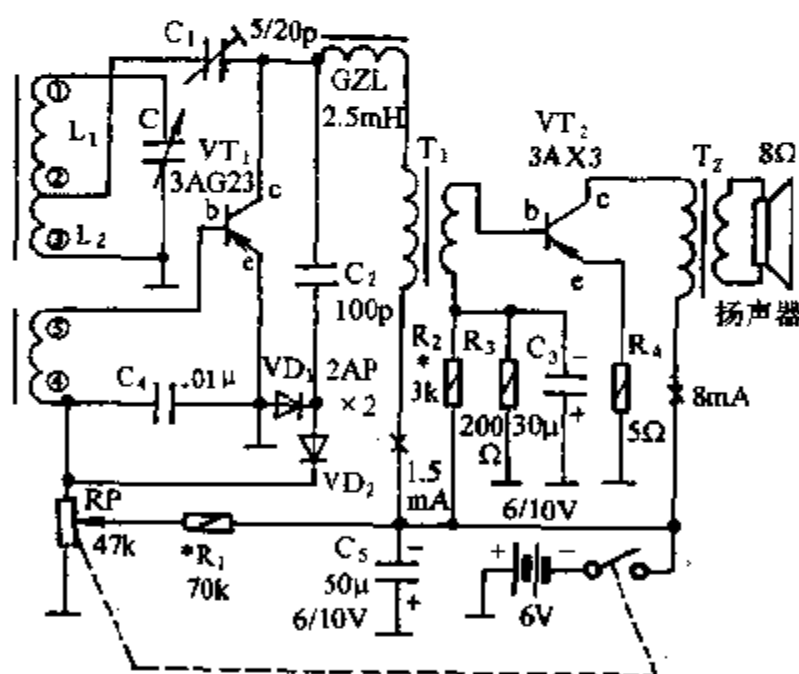 C₁ 5/20p
GZL
2.5mH
①
L₁
②
③ L₂
C
VT₁
3AG23
b
c
e
C₂
100p
T₁
VT₂
3AX3
b
c
e
T₂
8Ω
扬声器
⑤
④
C₄ .01μ
VD₁
2AP
×2
VD₂
R₂
*
3k
R₃
200
Ω
C₃ −
30μ +
6/10V
R₄
5Ω
8mA
1.5
mA
RP
47k
*R₁
70k
C₅ −
50μ
+
6/10V
+ −
6V